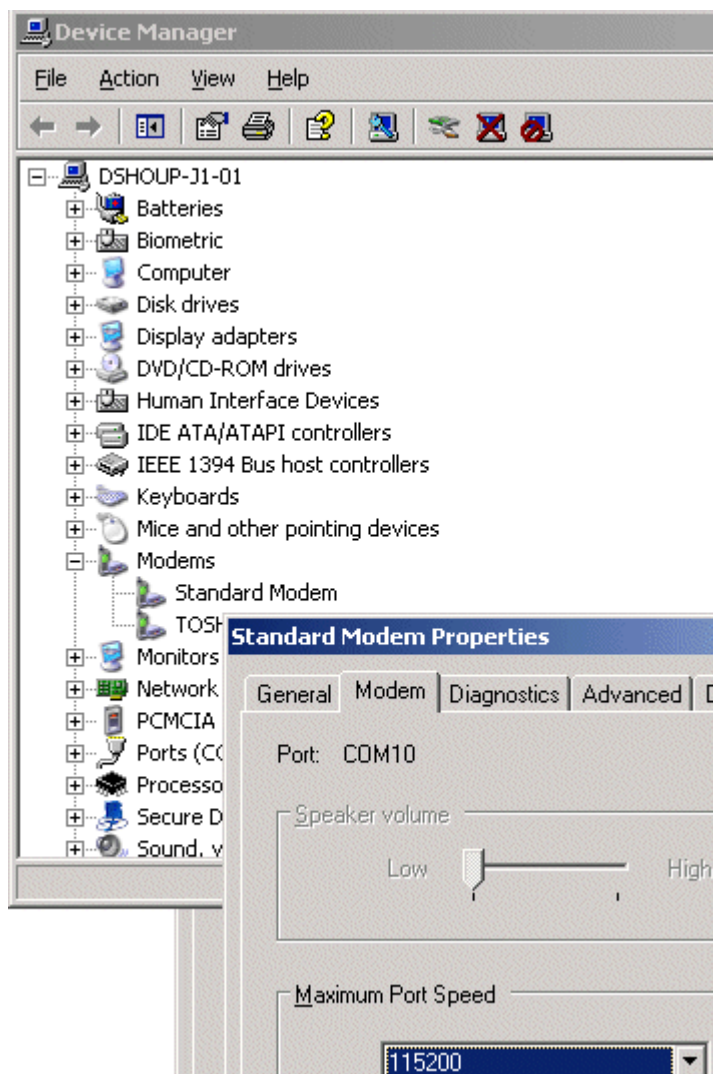 Device Manager
File Action View Help
DSHOUP-J1-01
Batteries
Biometric
Computer
Disk drives
Display adapters
DVD/CD-ROM drives
Human Interface Devices
IDE ATA/ATAPI controllers
IEEE 1394 Bus host controllers
Keyboards
Mice and other pointing devices
Modems
Standard Modem
TOSH
Monitors
Network
PCMCIA
Ports (CO
Processo
Secure D
Sound, v
Standard Modem Properties
General Modem Diagnostics Advanced D
Port: COM10
Speaker volume
Low High
Maximum Port Speed
115200